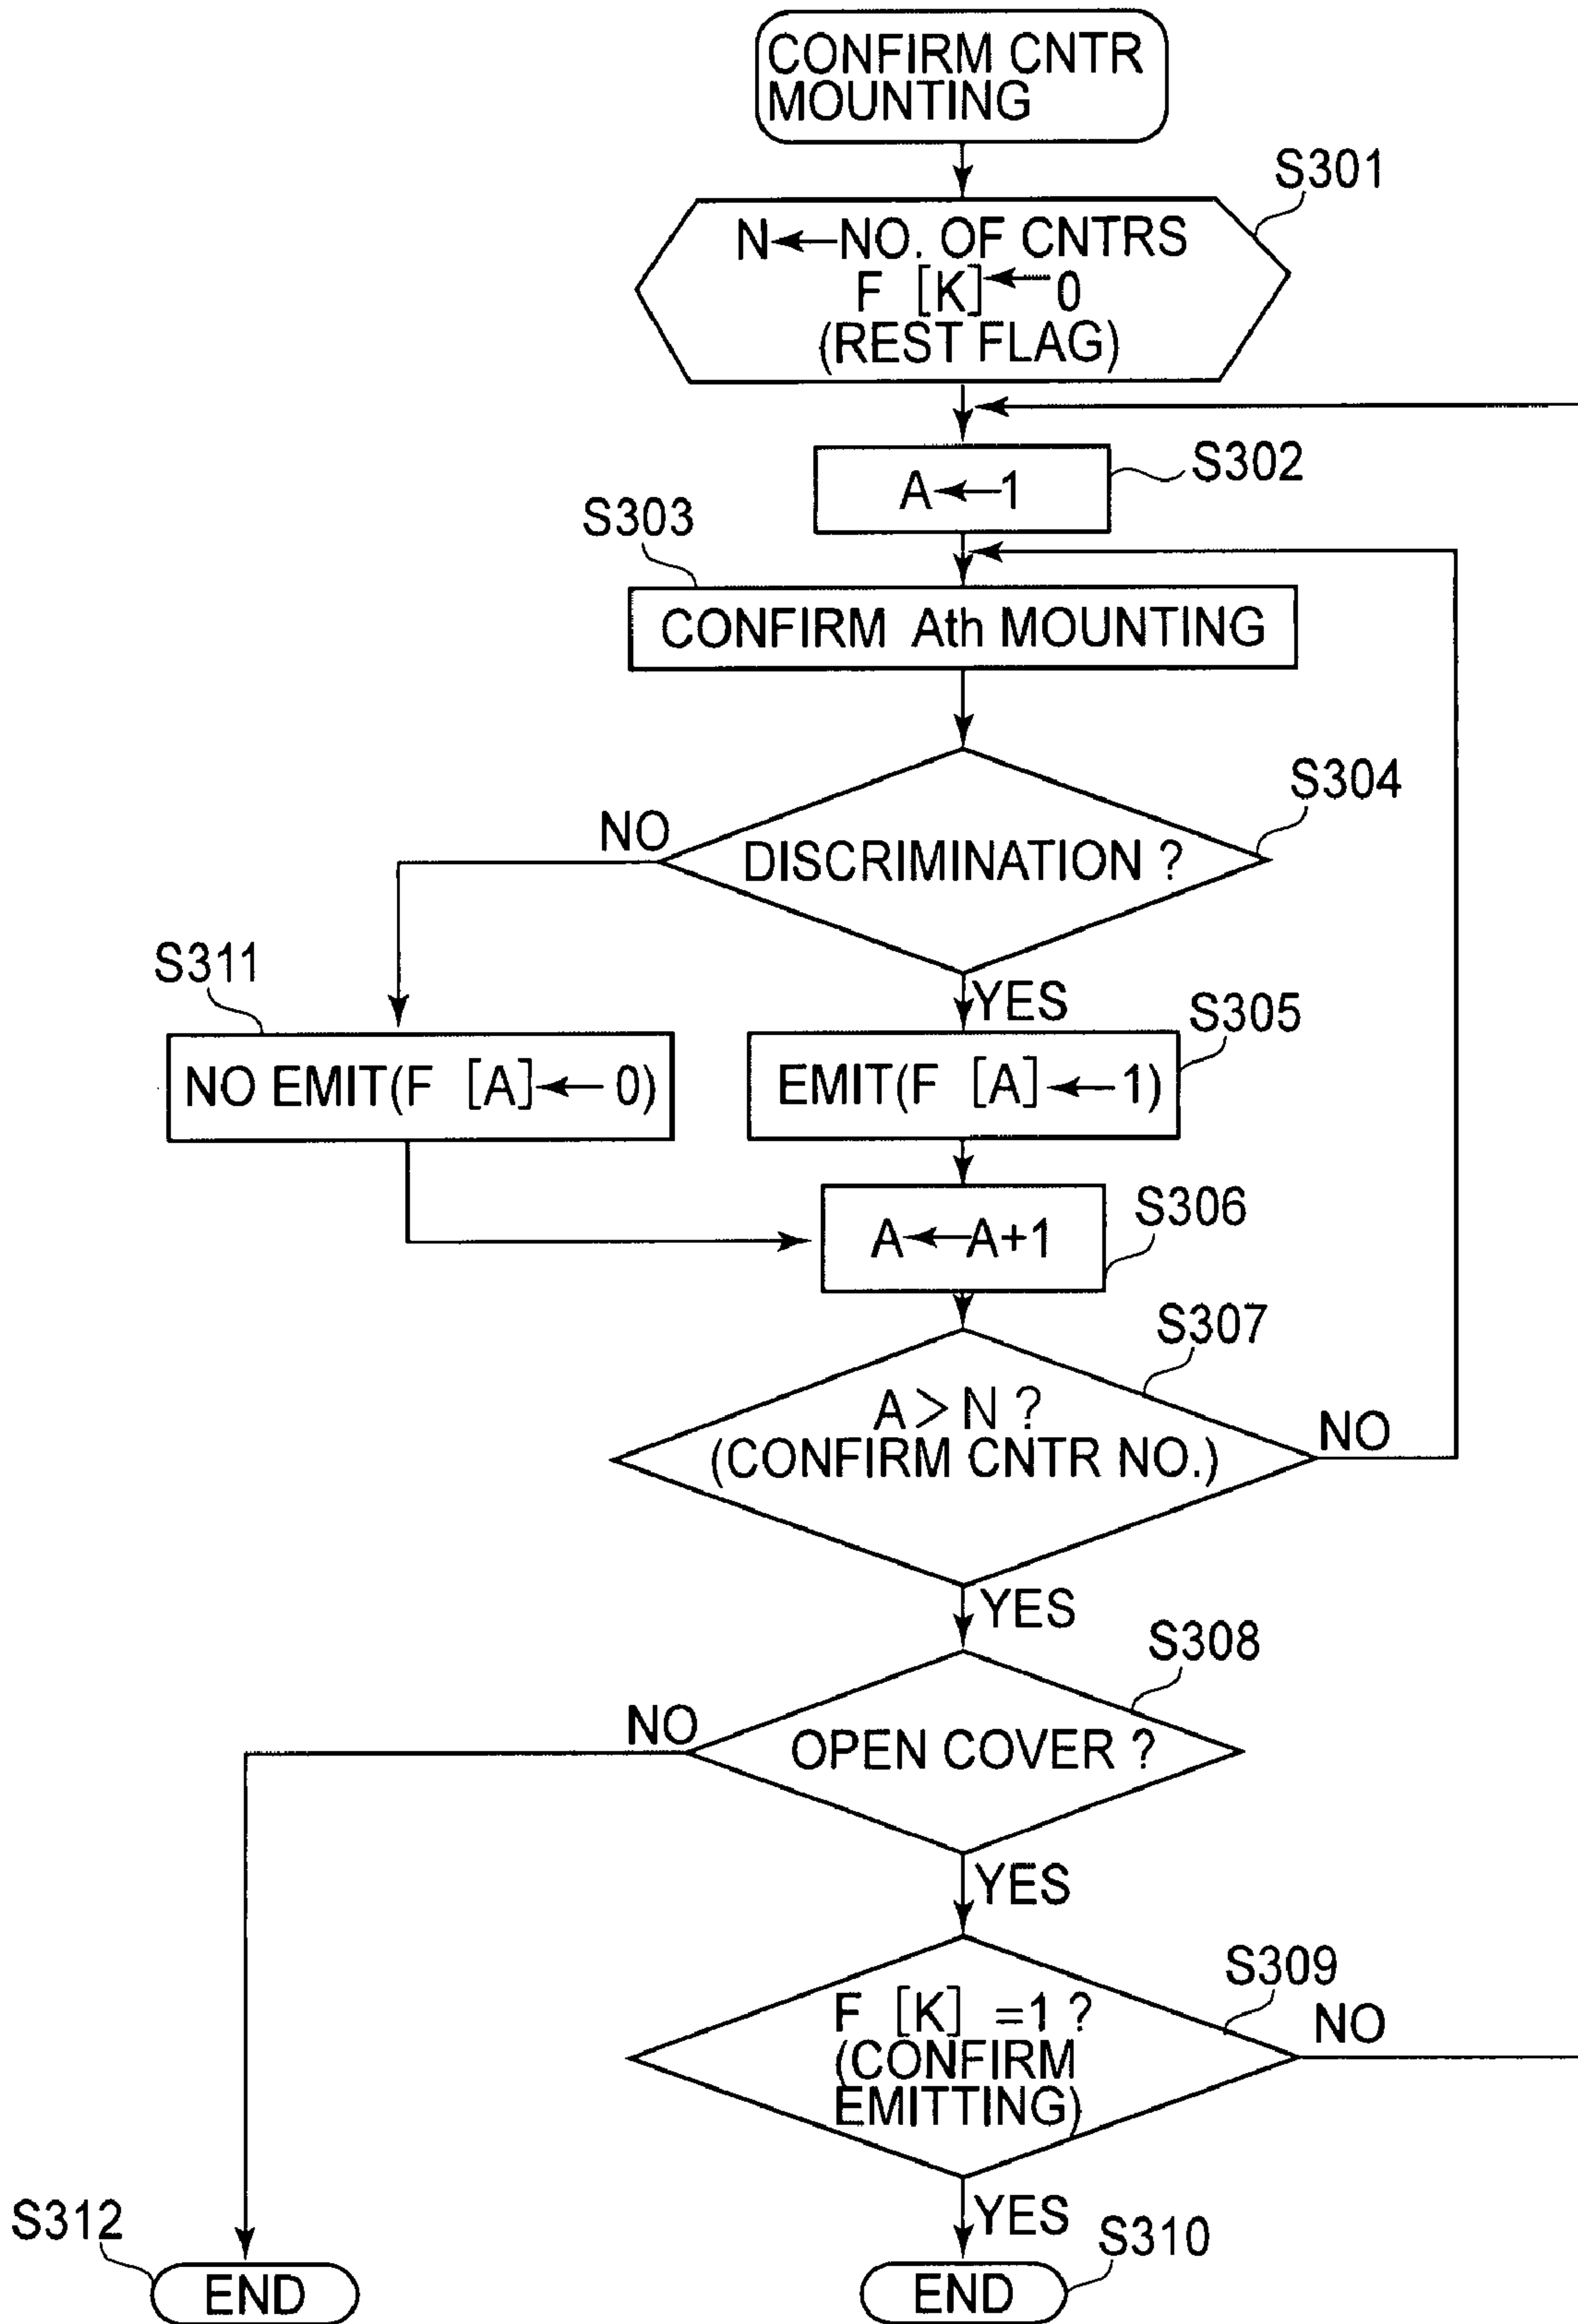 CONFIRM CNTR
MOUNTING
S301
N←NO. OF CNTRS
F [K]←0
(REST FLAG)
S302
A←1
S303
CONFIRM Ath MOUNTING
S304
NO
DISCRIMINATION ?
S311
YES
S305
NO EMIT(F [A]←0)
EMIT(F [A]←1)
S306
A←A+1
S307
A>N ?
(CONFIRM CNTR NO.)
NO
YES
S308
NO
OPEN COVER ?
YES
S309
F [K] =1 ?
(CONFIRM
EMITTING)
NO
YES
S312
S310
END
END